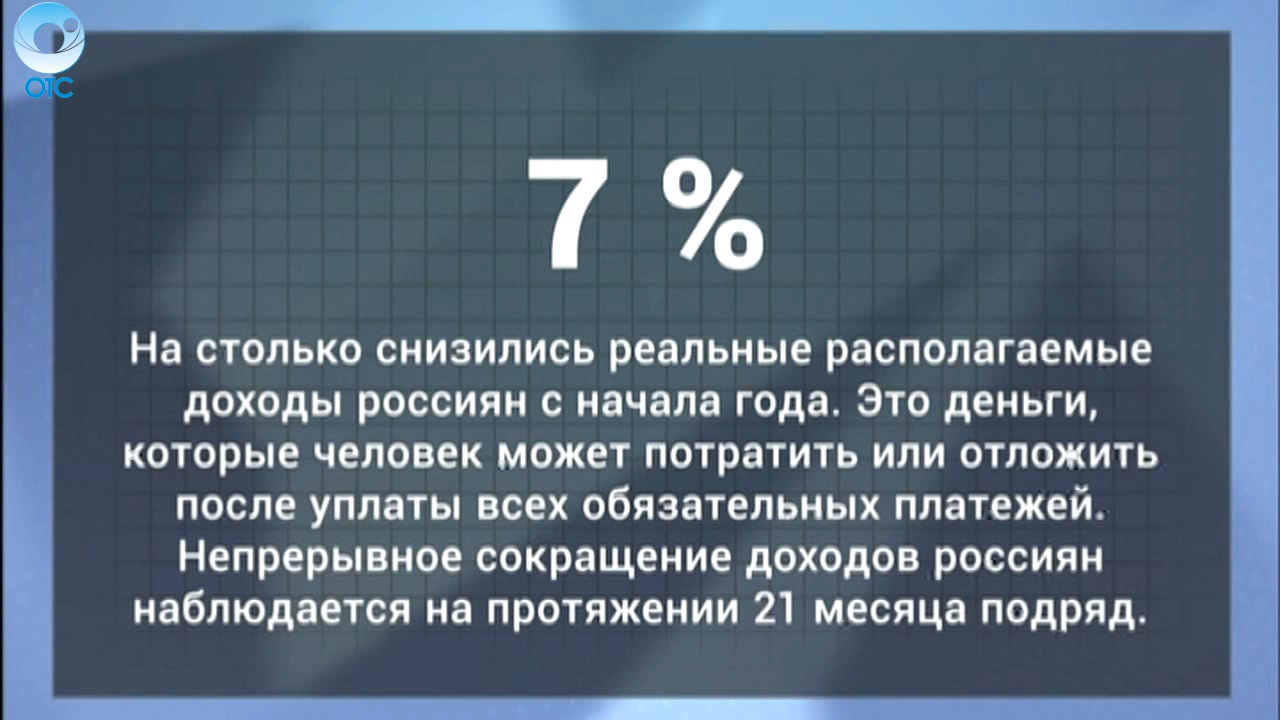 ОТС
7 %
На столько снизились реальные располагаемые
доходы россиян с начала года. Это деньги,
которые человек может потратить или отложить
после уплаты всех обязательных платежей.
Непрерывное сокращение доходов россиян
наблюдается на протяжении 21 месяца подряд.